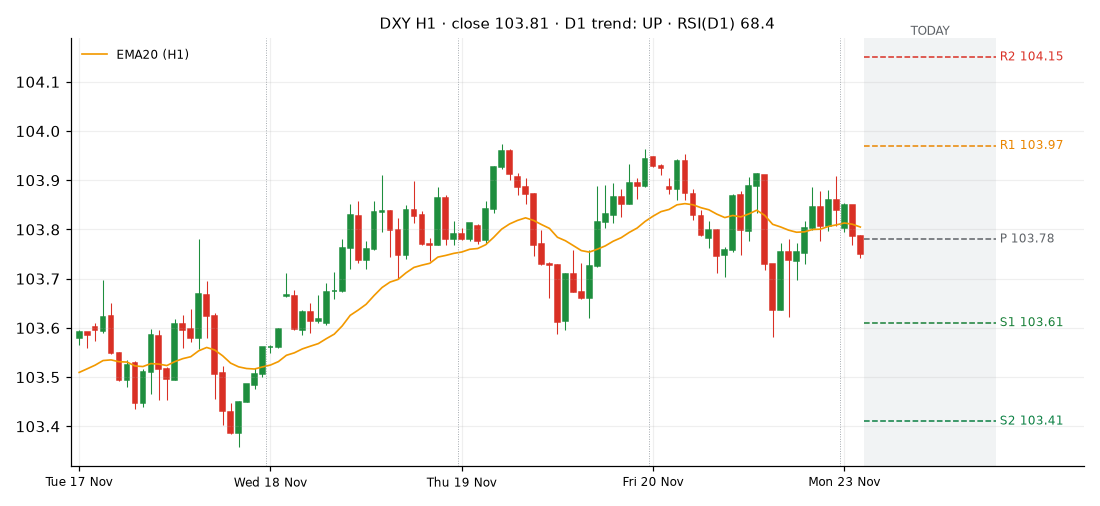 DXY H1 · close 103.81 · D1 trend: UP · RSI(D1) 68.4
TODAY
EMA20 (H1)
R2 104.15
104.1
104.0
R1 103.97
103.9
103.8
P 103.78
103.7
103.6
S1 103.61
103.5
103.4
S2 103.41
Tue 17 Nov
Wed 18 Nov
Thu 19 Nov
Fri 20 Nov
Mon 23 Nov